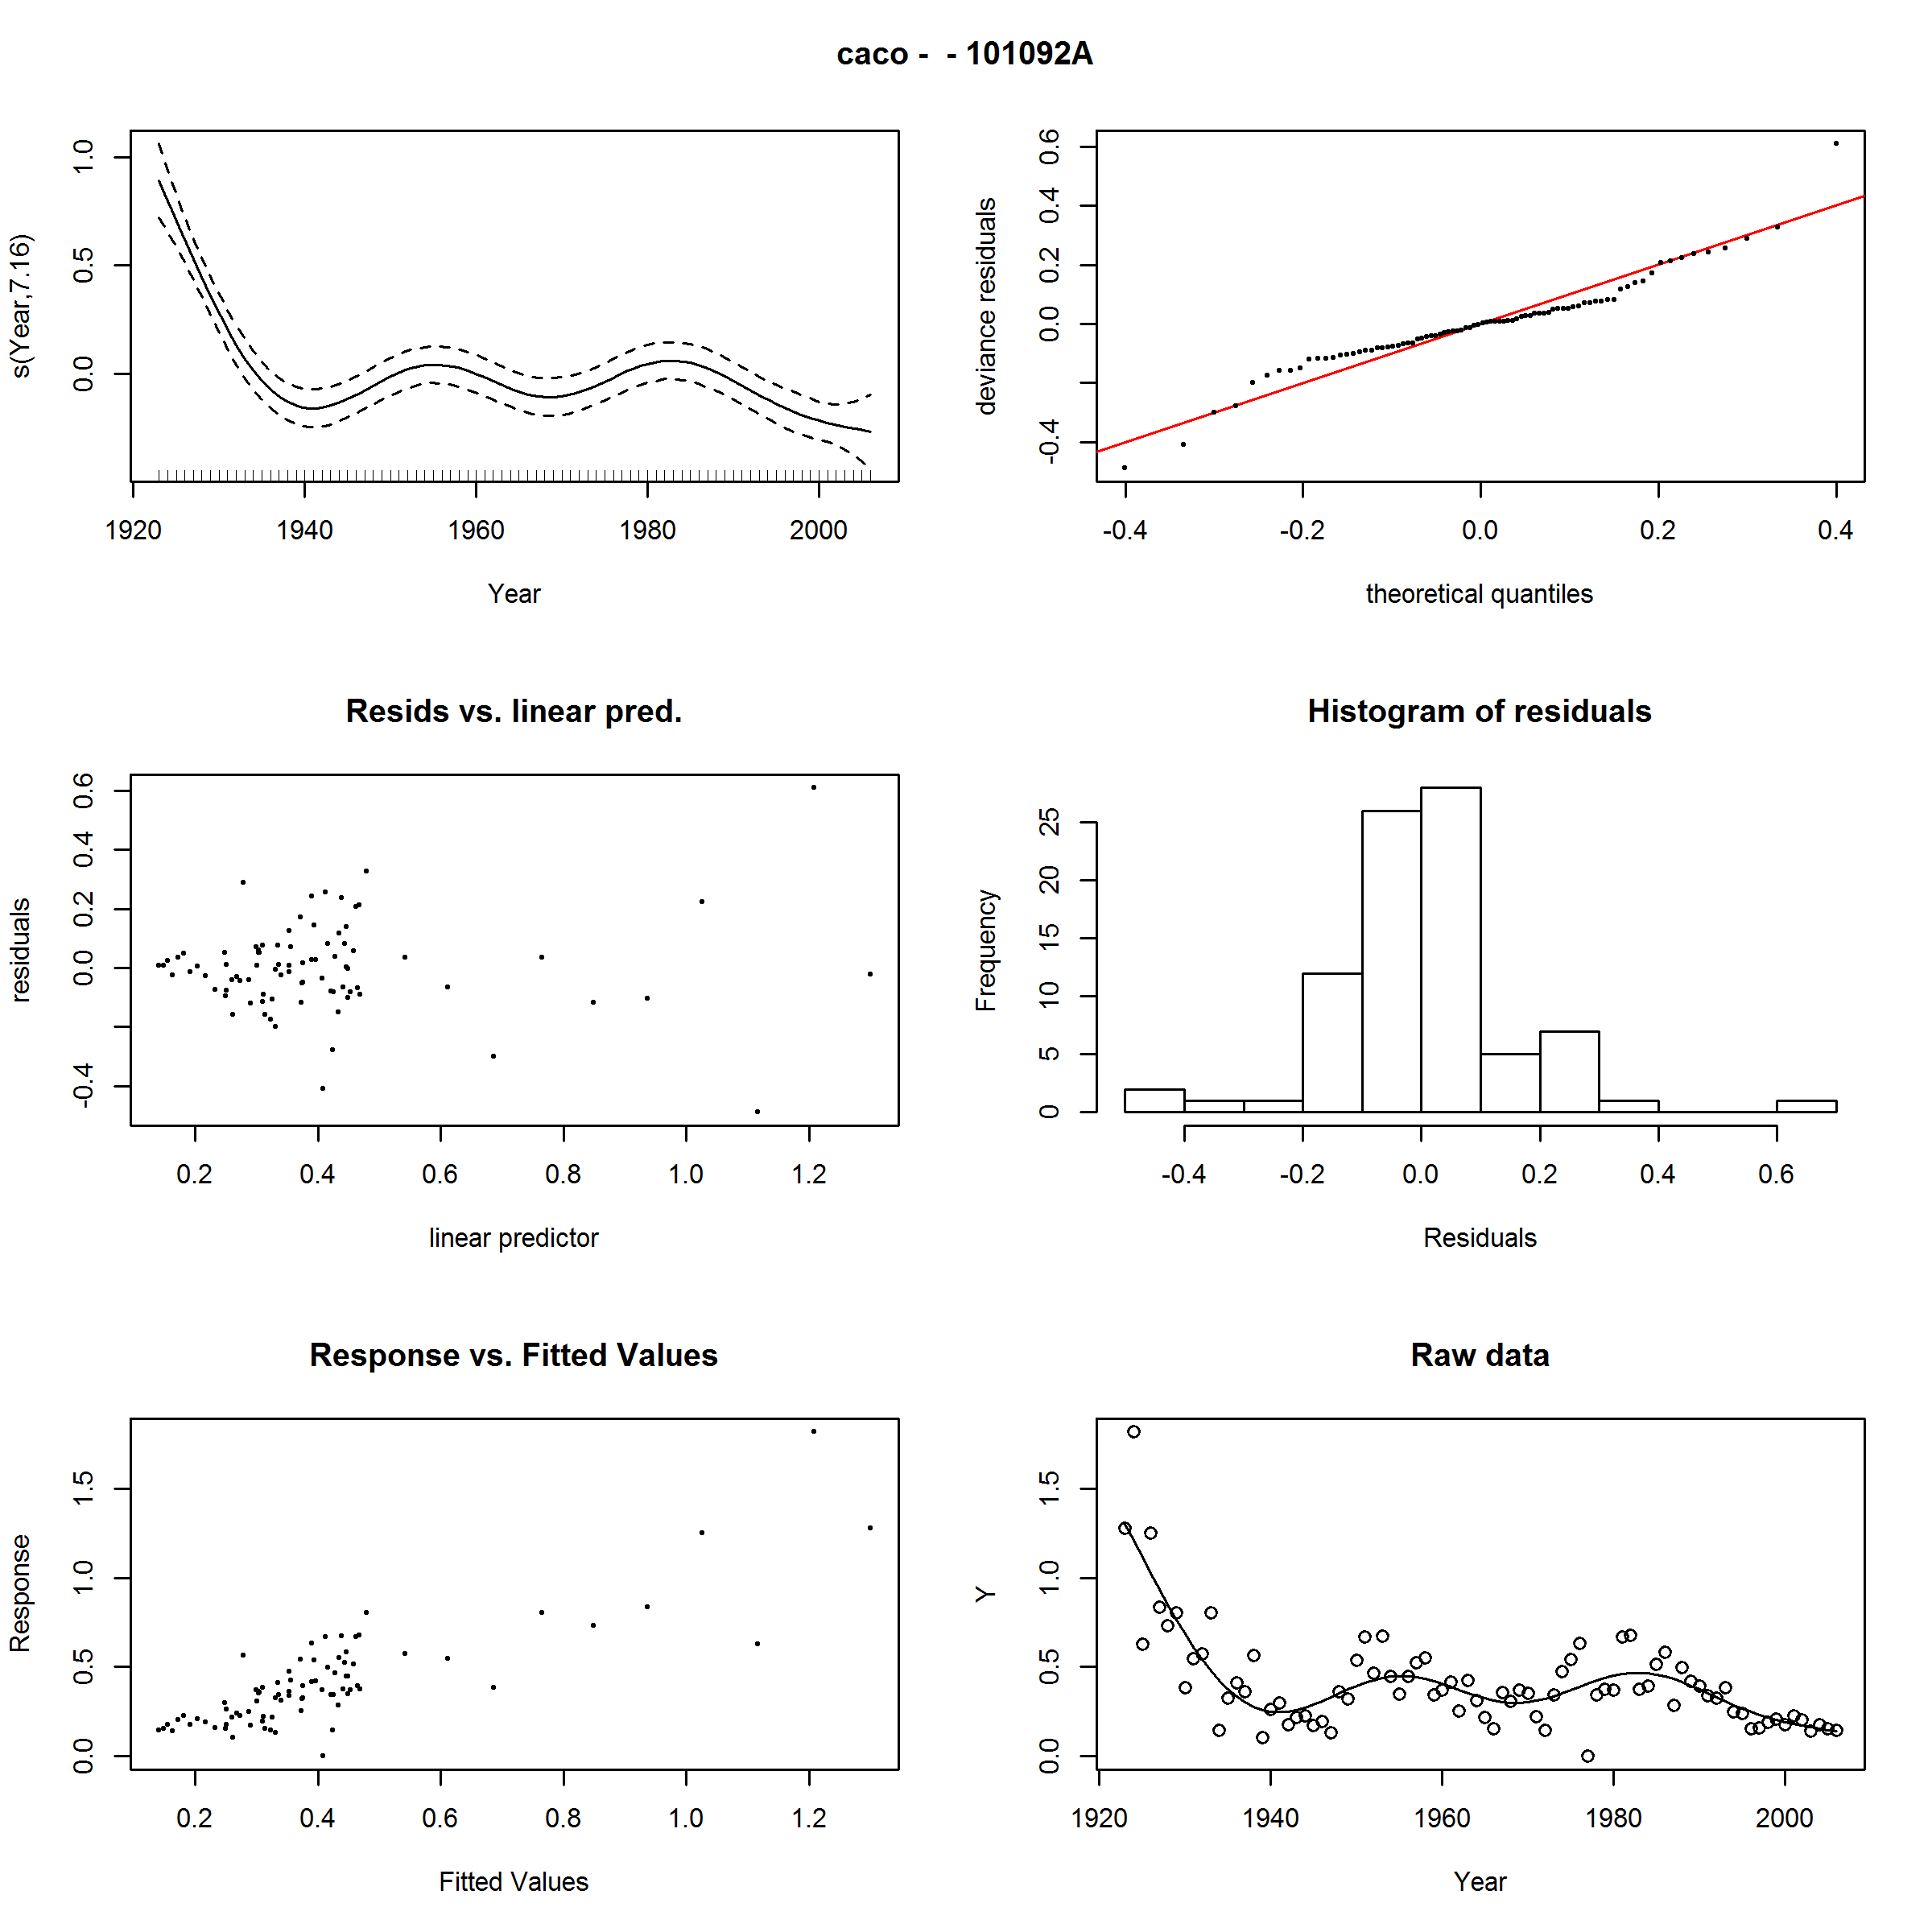 caco -  - 101092A
s(Year,7.16)
1.0
0.5
0.0
1920 1940 1960 1980 2000
Year
deviance residuals
0.6
0.4
0.2
0.0
-0.4
-0.4 -0.2 0.0 0.2 0.4
theoretical quantiles
Resids vs. linear pred.
residuals
0.6
0.4
0.2
0.0
-0.4
0.2 0.4 0.6 0.8 1.0 1.2
linear predictor
Histogram of residuals
Frequency
25
20
15
10
5
0
-0.4 -0.2 0.0 0.2 0.4 0.6
Residuals
Response vs. Fitted Values
Response
1.5
1.0
0.5
0.0
0.2 0.4 0.6 0.8 1.0 1.2
Fitted Values
Raw data
Y
1.5
1.0
0.5
0.0
1920 1940 1960 1980 2000
Year